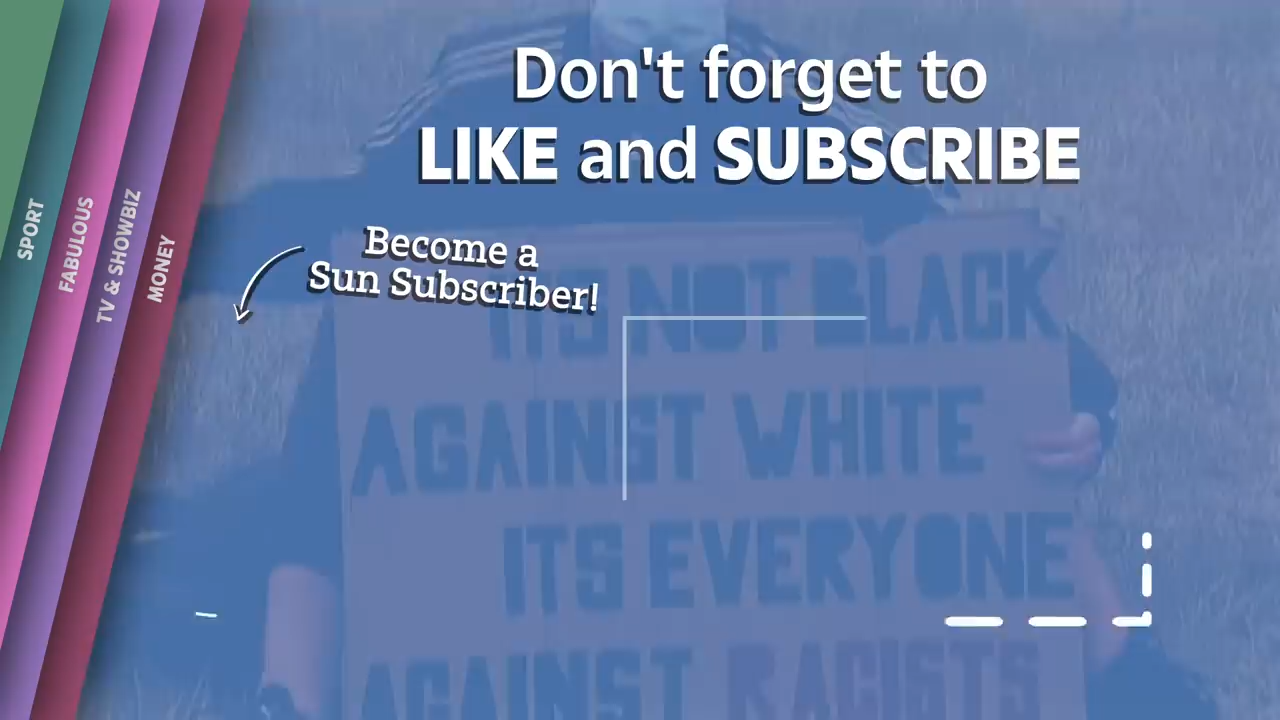 Don't forget to
LIKE and SUBSCRIBE
SPORT
FABULOUS
TV & SHOWBIZ
MONEY
Become a
Sun Subscriber!
ITS NOT BLACK
AGAINST WHITE
ITS EVERYONE
AGAINST RACISTS